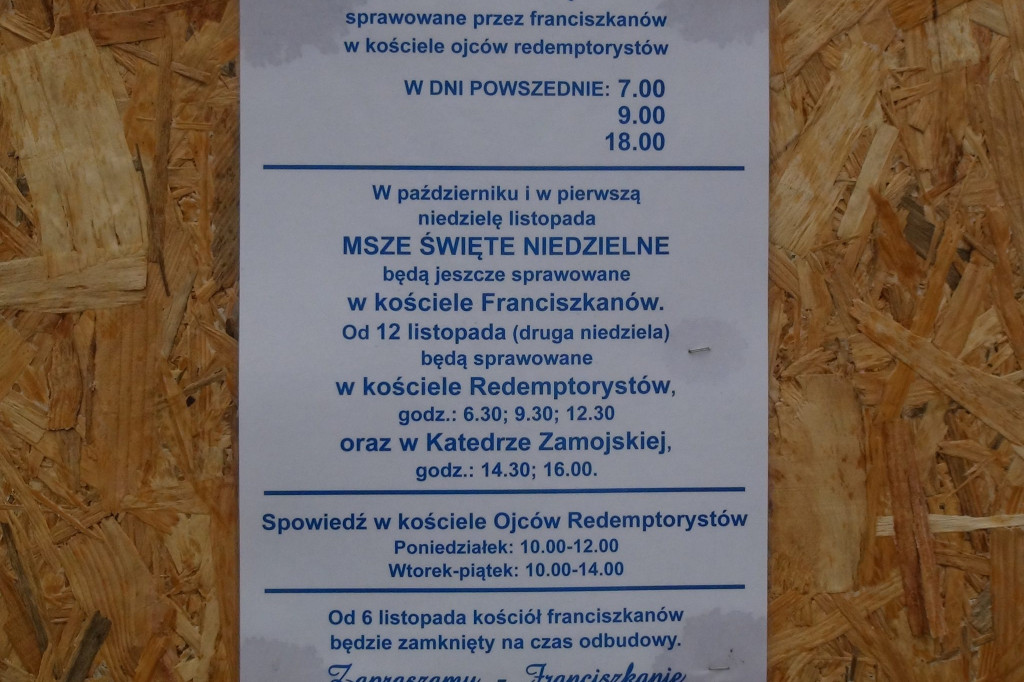 sprawowane przez franciszkanów
w kościele ojców redemptorystów
W DNI POWSZEDNIE: 7.00
9.00
18.00
W październiku i w pierwszą
niedzielę listopada
MSZE ŚWIĘTE NIEDZIELNE
będą jeszcze sprawowane
w kościele Franciszkanów.
Od 12 listopada (druga niedziela)
będą sprawowane
w kościele Redemptorystów,
godz.: 6.30; 9.30; 12.30
oraz w Katedrze Zamojskiej,
godz.: 14.30; 16.00.
Spowiedź w kościele Ojców Redemptorystów
Poniedziałek: 10.00-12.00
Wtorek-piątek: 10.00-14.00
Od 6 listopada kościół franciszkanów
będzie zamknięty na czas odbudowy.
Zapraszamy - Franciszkanie